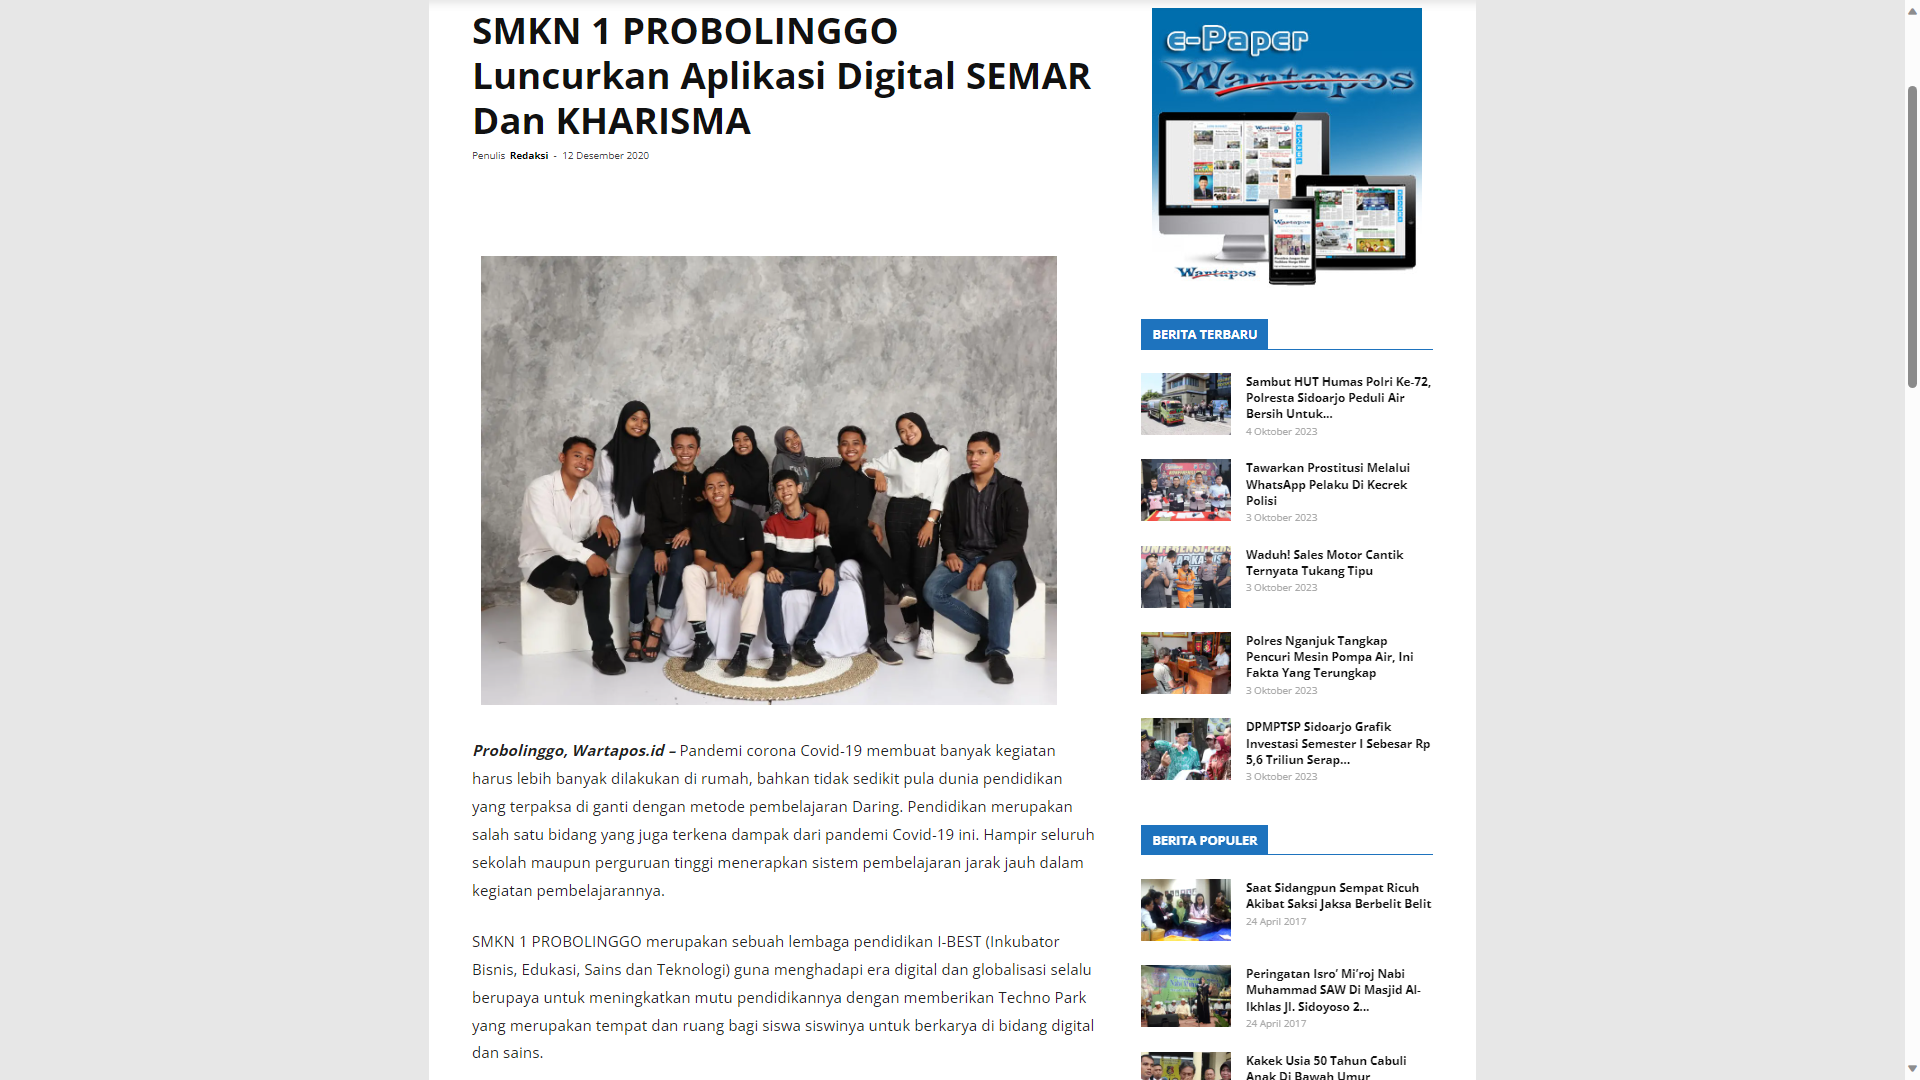 SMKN 1 PROBOLINGGO
Luncurkan Aplikasi Digital SEMAR
Dan KHARISMA
Penulis Redaksi - 12 Desember 2020
Probolinggo, Wartapos.id – Pandemi corona Covid-19 membuat banyak kegiatan
harus lebih banyak dilakukan di rumah, bahkan tidak sedikit pula dunia pendidikan
yang terpaksa di ganti dengan metode pembelajaran Daring. Pendidikan merupakan
salah satu bidang yang juga terkena dampak dari pandemi Covid-19 ini. Hampir seluruh
sekolah maupun perguruan tinggi menerapkan sistem pembelajaran jarak jauh dalam
kegiatan pembelajarannya.
SMKN 1 PROBOLINGGO merupakan sebuah lembaga pendidikan I-BEST (Inkubator
Bisnis, Edukasi, Sains dan Teknologi) guna menghadapi era digital dan globalisasi selalu
berupaya untuk meningkatkan mutu pendidikannya dengan memberikan Techno Park
yang merupakan tempat dan ruang bagi siswa siswinya untuk berkarya di bidang digital
dan sains.
e-Paper
Wartapos
Wartapos
Wartapos
BERITA TERBARU
Sambut HUT Humas Polri Ke-72,
Polresta Sidoarjo Peduli Air
Bersih Untuk...
4 Oktober 2023
Tawarkan Prostitusi Melalui
WhatsApp Pelaku Di Kecrek
Polisi
3 Oktober 2023
Waduh! Sales Motor Cantik
Ternyata Tukang Tipu
3 Oktober 2023
Polres Nganjuk Tangkap
Pencuri Mesin Pompa Air, Ini
Fakta Yang Terungkap
3 Oktober 2023
DPMPTSP Sidoarjo Grafik
Investasi Semester I Sebesar Rp
5,6 Triliun Serap...
3 Oktober 2023
BERITA POPULER
Saat Sidangpun Sempat Ricuh
Akibat Saksi Jaksa Berbelit Belit
24 April 2017
Peringatan Isro’ Mi’roj Nabi
Muhammad SAW Di Masjid Al-
Ikhlas Jl. Sidoyoso 2...
24 April 2017
Kakek Usia 50 Tahun Cabuli
Anak Di Bawah Umur